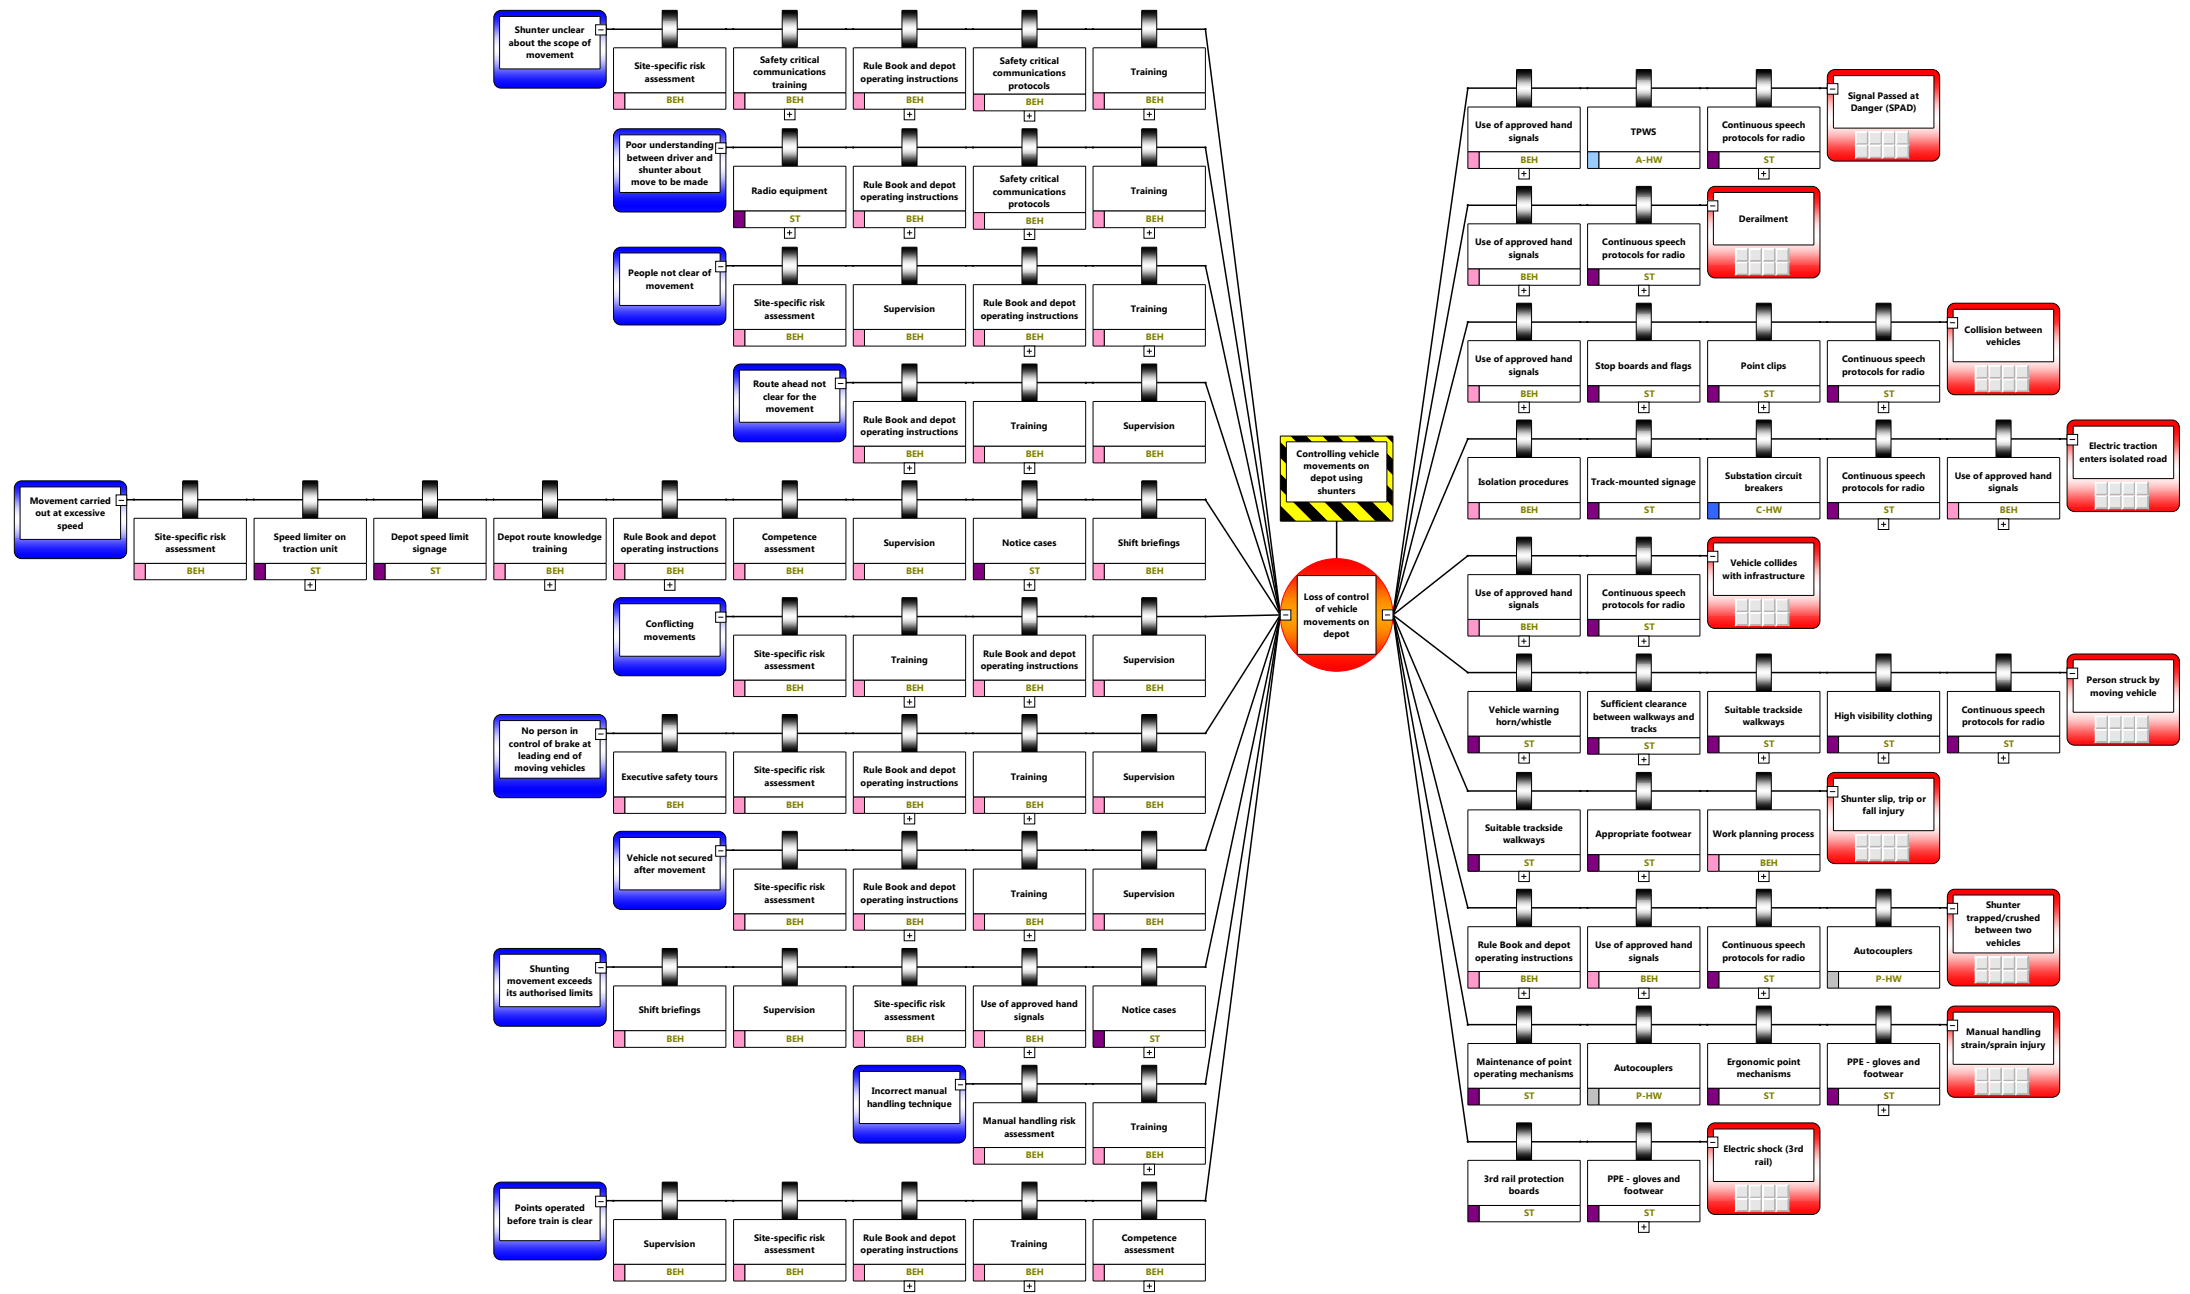 Shunter unclear
about the scope of
movement
Site-specific risk
assessment
BEH
Safety critical
communications
training
BEH
Rule Book and depot
operating instructions
BEH
Safety critical
communications
protocols
BEH
Training
BEH
Poor understanding
between driver and
shunter about
move to be made
Radio equipment
ST
Rule Book and depot
operating instructions
BEH
Safety critical
communications
protocols
BEH
Training
BEH
People not clear of
movement
Site-specific risk
assessment
BEH
Supervision
BEH
Rule Book and depot
operating instructions
BEH
Training
BEH
Route ahead not
clear for the
movement
Rule Book and depot
operating instructions
BEH
Training
BEH
Supervision
BEH
Movement carried
out at excessive
speed
Site-specific risk
assessment
BEH
Speed limiter on
traction unit
ST
Depot speed limit
signage
ST
Depot route knowledge
training
BEH
Rule Book and depot
operating instructions
BEH
Competence
assessment
BEH
Supervision
BEH
Notice cases
ST
Shift briefings
BEH
Conflicting
movements
Site-specific risk
assessment
BEH
Training
BEH
Rule Book and depot
operating instructions
BEH
Supervision
BEH
No person in
control of brake at
leading end of
moving vehicles
Executive safety tours
BEH
Site-specific risk
assessment
BEH
Rule Book and depot
operating instructions
BEH
Training
BEH
Supervision
BEH
Vehicle not secured
after movement
Site-specific risk
assessment
BEH
Rule Book and depot
operating instructions
BEH
Training
BEH
Supervision
BEH
Shunting
movement exceeds
its authorised limits
Shift briefings
BEH
Supervision
BEH
Site-specific risk
assessment
BEH
Use of approved hand
signals
BEH
Notice cases
ST
Incorrect manual
handling technique
Manual handling risk
assessment
BEH
Training
BEH
Points operated
before train is clear
Supervision
BEH
Site-specific risk
assessment
BEH
Rule Book and depot
operating instructions
BEH
Training
BEH
Competence
assessment
BEH
Controlling vehicle
movements on
depot using
shunters
Loss of control
of vehicle
movements on
depot
Use of approved hand
signals
BEH
TPWS
A-HW
Continuous speech
protocols for radio
ST
Signal Passed at
Danger (SPAD)
Use of approved hand
signals
BEH
Continuous speech
protocols for radio
ST
Derailment
Use of approved hand
signals
BEH
Stop boards and flags
ST
Point clips
ST
Continuous speech
protocols for radio
ST
Collision between
vehicles
Isolation procedures
BEH
Track-mounted signage
ST
Substation circuit
breakers
C-HW
Continuous speech
protocols for radio
ST
Use of approved hand
signals
BEH
Electric traction
enters isolated road
Use of approved hand
signals
BEH
Continuous speech
protocols for radio
ST
Vehicle collides
with infrastructure
Vehicle warning
horn/whistle
ST
Sufficient clearance
between walkways and
tracks
ST
Suitable trackside
walkways
ST
High visibility clothing
ST
Continuous speech
protocols for radio
ST
Person struck by
moving vehicle
Suitable trackside
walkways
ST
Appropriate footwear
ST
Work planning process
BEH
Shunter slip, trip or
fall injury
Rule Book and depot
operating instructions
BEH
Use of approved hand
signals
BEH
Continuous speech
protocols for radio
ST
Autocouplers
P-HW
Shunter
trapped/crushed
between two
vehicles
Maintenance of point
operating mechanisms
ST
Autocouplers
P-HW
Ergonomic point
mechanisms
ST
PPE - gloves and
footwear
ST
Manual handling
strain/sprain injury
3rd rail protection
boards
ST
PPE - gloves and
footwear
ST
Electric shock (3rd
rail)